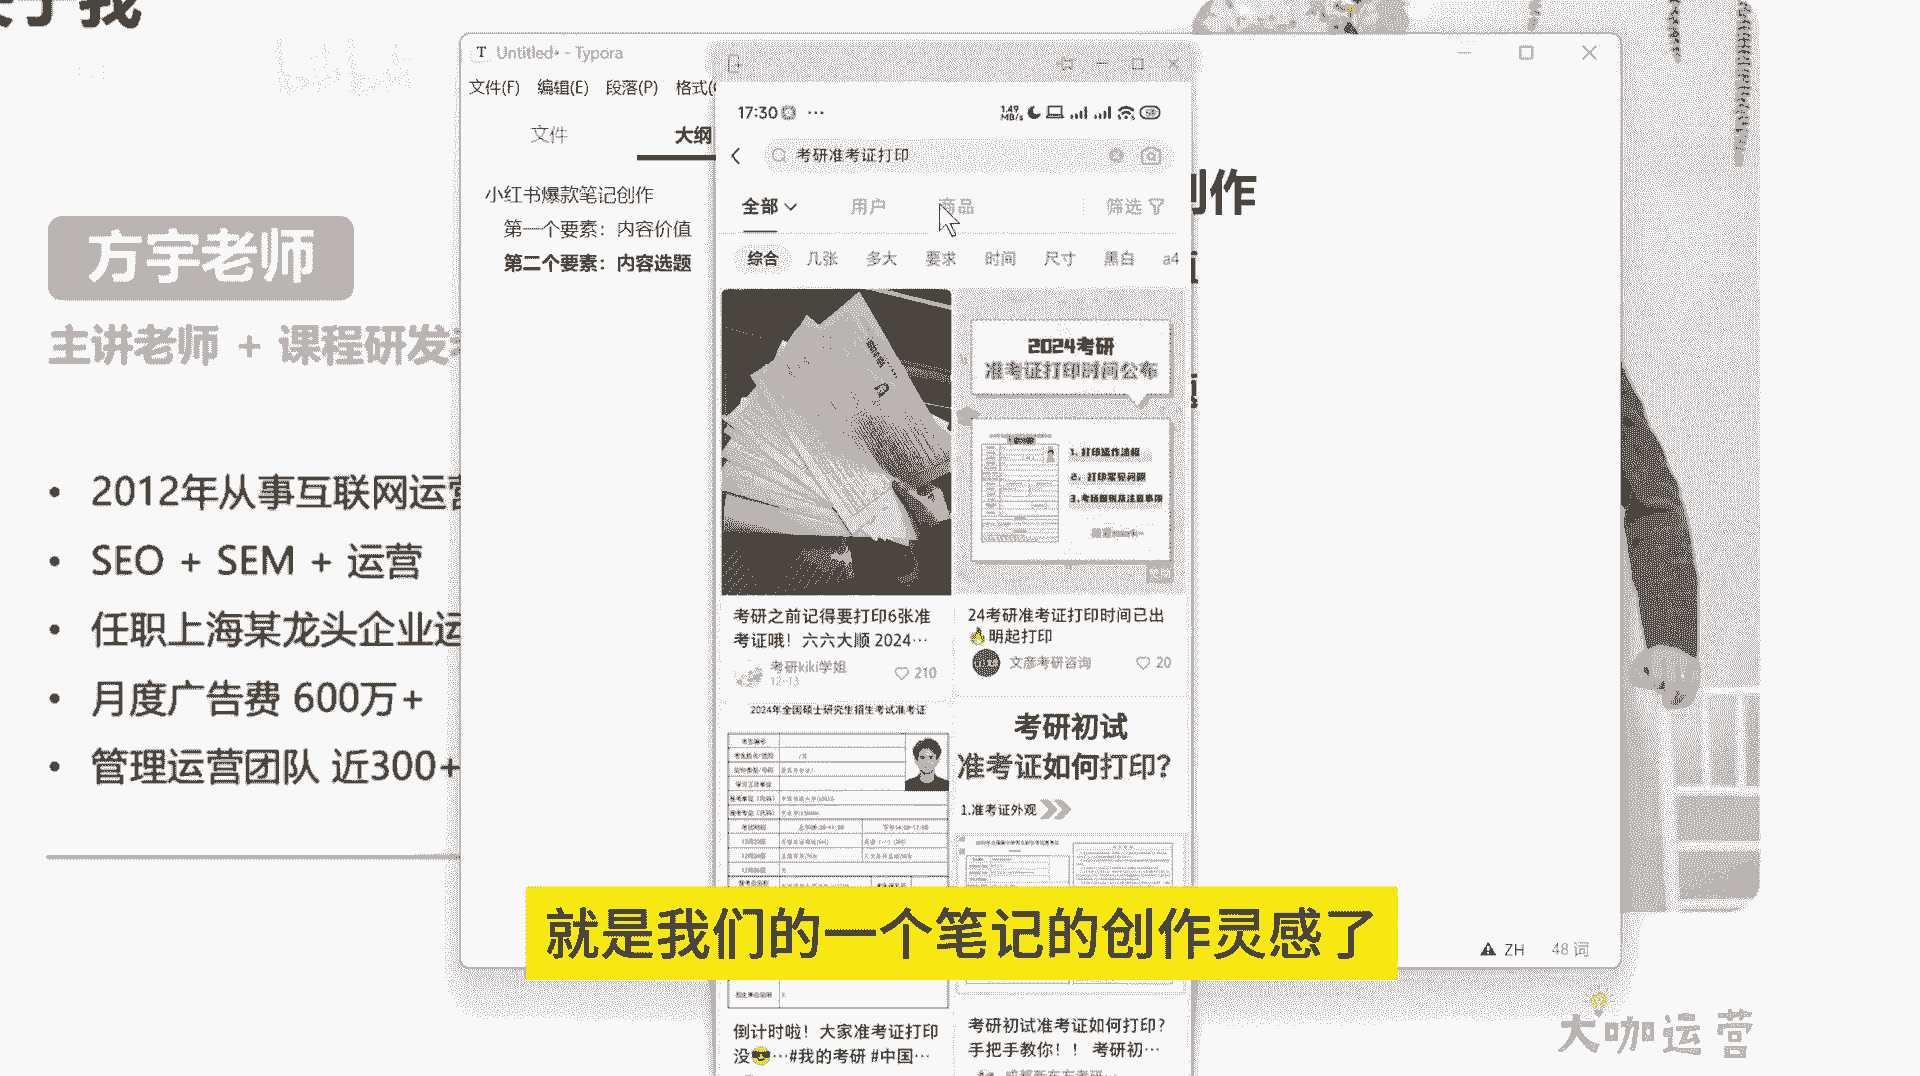 关于我
方宇老师
主讲老师 + 课程研发
• 2012年从事互联网运营
• SEO + SEM + 运营
• 任职上海某龙头企业运
• 月度广告费 600万+
• 管理运营团队 近300+
Untitled• - Typora
文件(F) 编辑(E) 段落(P) 格式(
文件 大纲
小红书爆款笔记创作
第一个要素：内容价值
第二个要素：内容选题
创作
17:30 ···
1.49 MB/s
考研准考证打印
全部 用户 商品 筛选
综合 几张 多大 要求 时间 尺寸 黑白 a4
2024考研
准考证打印时间公布
1. 打印操作流程
2. 打印常见问题
3.考场规则及注意事项
赞助
考研之前记得要打印6张准
考证哦！六六大顺 2024…
考研kiki学姐
12-13
210
24考研准考证打印时间已出
明起打印
文彦考研咨询 20
2024年全国硕士研究生招生考试准考证
考研初试
准考证如何打印？
1.准考证外观
倒计时啦！大家准考证打印
没😎…#我的考研 #中国…
考研初试准考证如何打印？
手把手教你！！ 考研初…
就是我们的一个笔记的创作灵感了
ZH 48 词
大咖运营